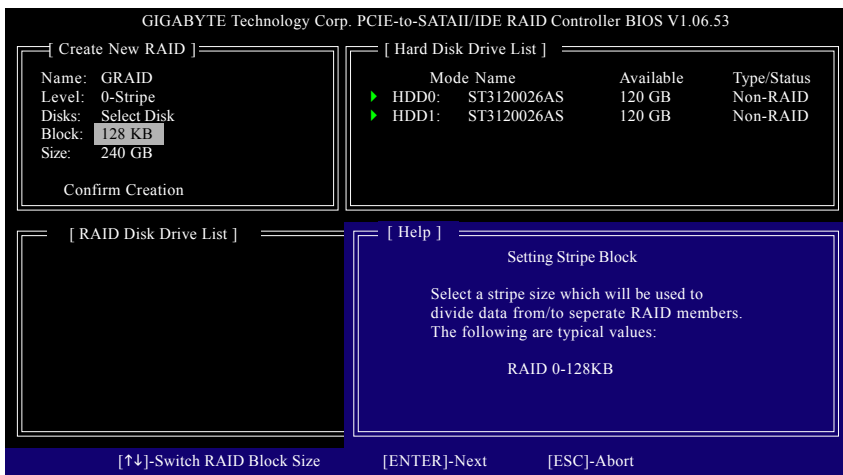 GIGABYTE Technology Corp. PCIE-to-SATAII/IDE RAID Controller BIOS V1.06.53
[ Create New RAID ]
Name: GRAID
Level: 0-Stripe
Disks: Select Disk
Block: 128 KB
Size: 240 GB
Confirm Creation
[ Hard Disk Drive List ]
Mode Name Available Type/Status
HDD0: ST3120026AS 120 GB Non-RAID
HDD1: ST3120026AS 120 GB Non-RAID
[ RAID Disk Drive List ]
[ Help ]
Setting Stripe Block
Select a stripe size which will be used to
divide data from/to seperate RAID members.
The following are typical values:
RAID 0-128KB
[↑↓]-Switch RAID Block Size [ENTER]-Next [ESC]-Abort